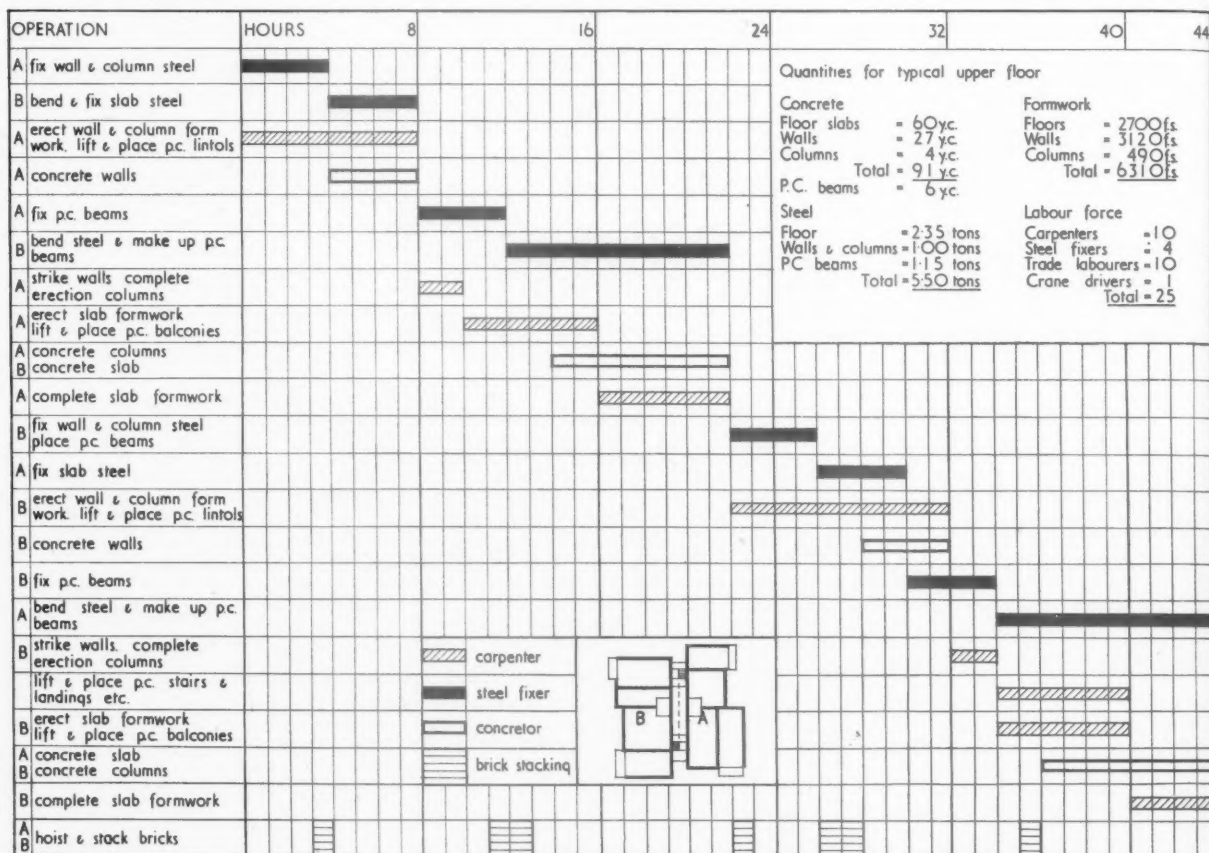 OPERATION HOURS 8 16 24 32 40 44
A fix wall & column steel
B bend & fix slab steel
A erect wall & column form
work. lift & place p.c. lintols
A concrete walls
A fix p.c. beams
B bend steel & make up p.c.
beams
A strike walls complete
erection columns
A erect slab formwork
lift & place p.c. balconies
A concrete columns
B concrete slab
A complete slab formwork
B fix wall & column steel
place p.c. beams
A fix slab steel
B erect wall & column form
work. lift & place p.c. lintols
B concrete walls
B fix p.c. beams
A bend steel & make up p.c.
beams
B strike walls. complete
erection columns
lift & place p.c. stairs &
landings etc.
B erect slab formwork
lift & place p.c. balconies
A concrete slab
B concrete columns
B complete slab formwork
A
B hoist & stack bricks
Quantities for typical upper floor
Concrete
Floor slabs = 60 y.c.
Walls = 27 y.c.
Columns = 4 y.c.
Total = 91 y.c.
P.C. beams = 6 y.c.
Formwork
Floors = 2700 f.s.
Walls = 3120 f.s.
Columns = 490 f.s.
Total = 6310 f.s.
Steel
Floor = 2·35 tons
Walls & columns = 1·00 tons
PC beams = 1·15 tons
Total = 5·50 tons
Labour force
Carpenters = 10
Steel fixers = 4
Trade labourers = 10
Crane drivers = 1
Total = 25
carpenter
steel fixer
concretor
brick stacking
B A